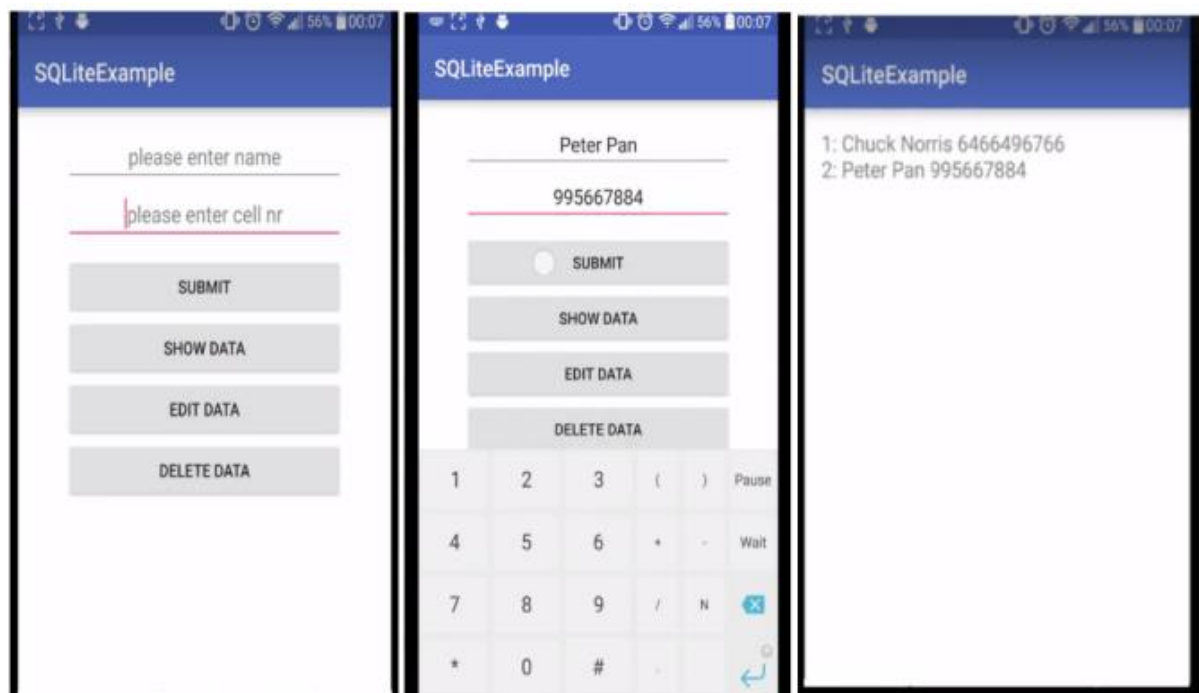 56% 00:07
SQLiteExample
please enter name
please enter cell nr
SUBMIT
SHOW DATA
EDIT DATA
DELETE DATA
56% 00:07
SQLiteExample
Peter Pan
995667884
SUBMIT
SHOW DATA
EDIT DATA
DELETE DATA
1 2 3 ( ) Pause
4 5 6 + - Wait
7 8 9 / N
* 0 # .
56% 00:07
SQLiteExample
1: Chuck Norris 6466496766
2: Peter Pan 995667884